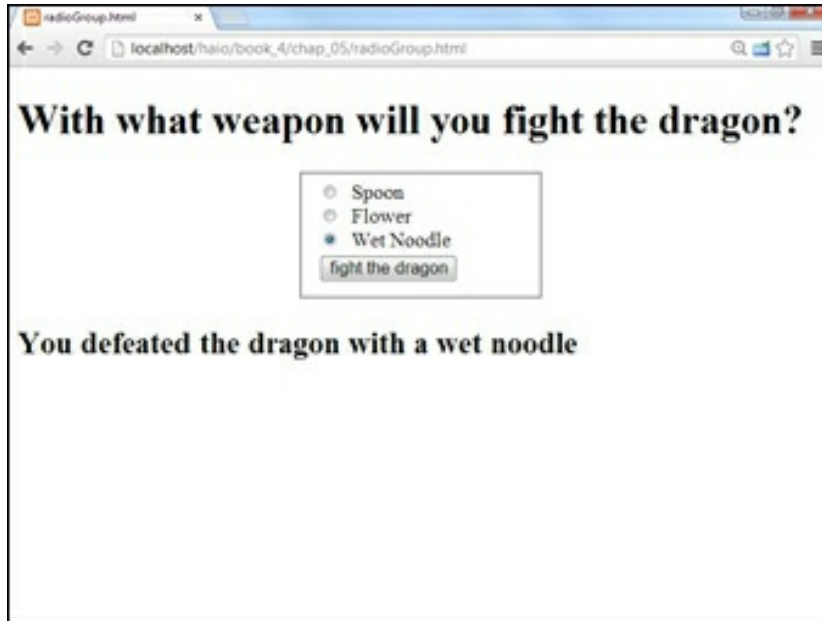 radioGroup.html
localhost/haio/book_4/chap_05/radioGroup.html
With what weapon will you fight the dragon?
Spoon
Flower
Wet Noodle
fight the dragon
You defeated the dragon with a wet noodle